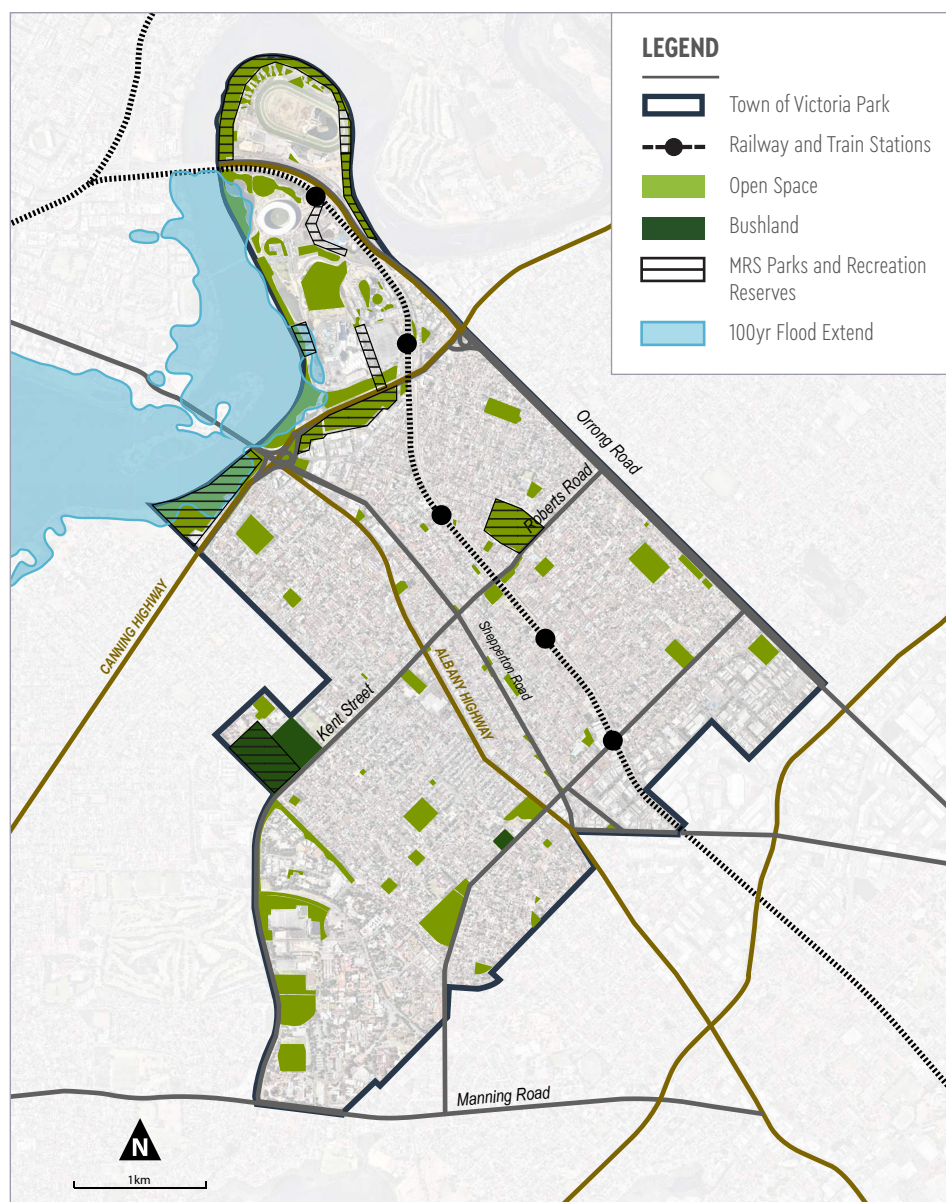 LEGEND
Town of Victoria Park
Railway and Train Stations
Open Space
Bushland
MRS Parks and Recreation
Reserves
100yr Flood Extend
Orrong Road
Roberts Road
CANNING HIGHWAY
Shepperton Road
ALBANY HIGHWAY
Kent Street
Manning Road
N
1km